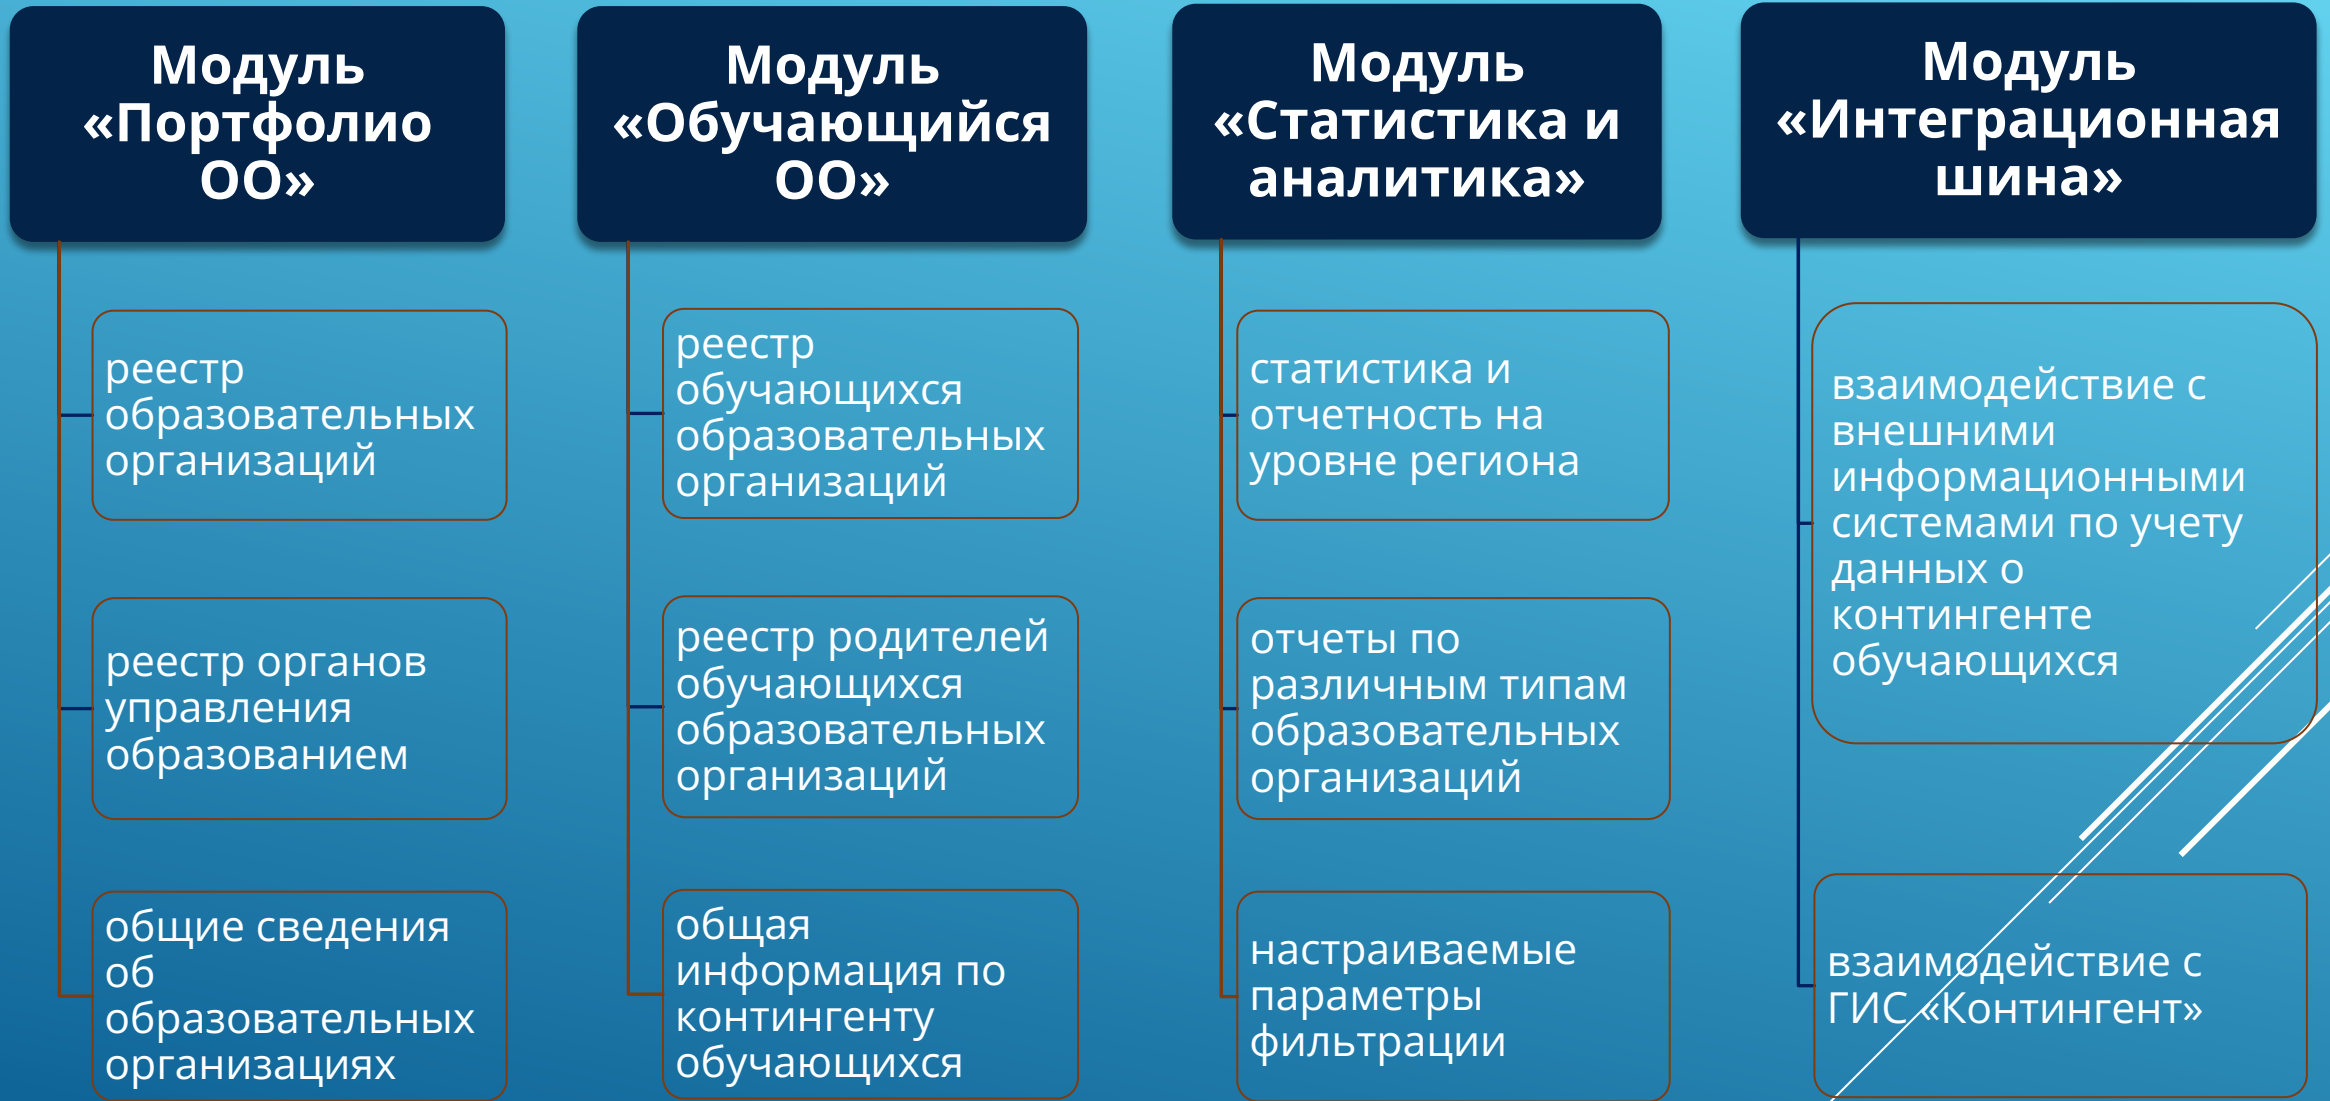 Модуль
«Портфолио
ОО»
реестр
образовательных
организаций
реестр органов
управления
образованием
общие сведения
об
образовательных
организациях
Модуль
«Обучающийся
ОО»
реестр
обучающихся
образовательных
организаций
реестр родителей
обучающихся
образовательных
организаций
общая
информация по
контингенту
обучающихся
Модуль
«Статистика и
аналитика»
статистика и
отчетность на
уровне региона
отчеты по
различным типам
образовательных
организаций
настраиваемые
параметры
фильтрации
Модуль
«Интеграционная
шина»
взаимодействие с
внешними
информационными
системами по учету
данных о
контингенте
обучающихся
взаимодействие с
ГИС «Контингент»